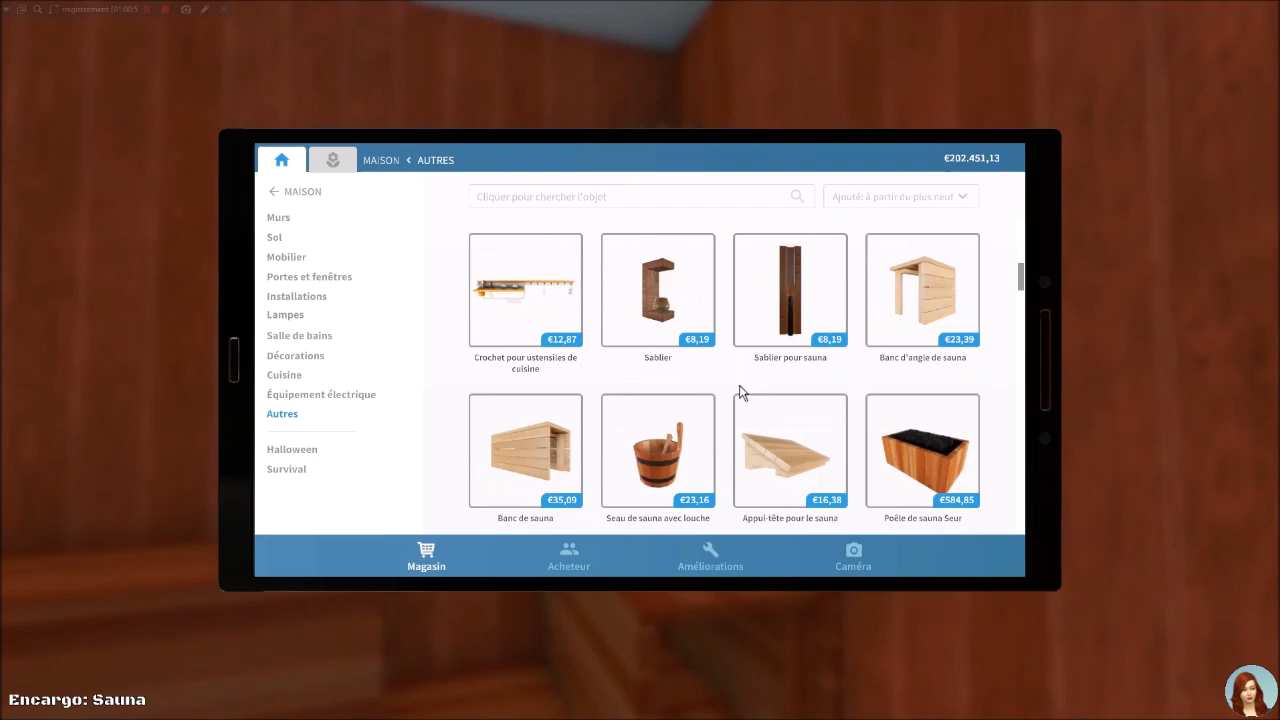 registrement [01:00:5
MAISON < AUTRES
€202.451,13
MAISON
Cliquer pour chercher l'objet
Ajouté: à partir du plus neuf
Murs
Sol
Mobilier
Portes et fenêtres
Installations
Lampes
Salle de bains
Décorations
Cuisine
Équipement électrique
Autres
Halloween
Survival
€12,87
€8,19
€8,19
€23,39
Crochet pour ustensiles de
cuisine
Sablier
Sablier pour sauna
Banc d'angle de sauna
€35,09
€23,16
€16,38
€584,85
Banc de sauna
Seau de sauna avec louche
Appui-tête pour le sauna
Poêle de sauna Seur
Magasin
Acheteur
Améliorations
Caméra
Encargo: Sauna